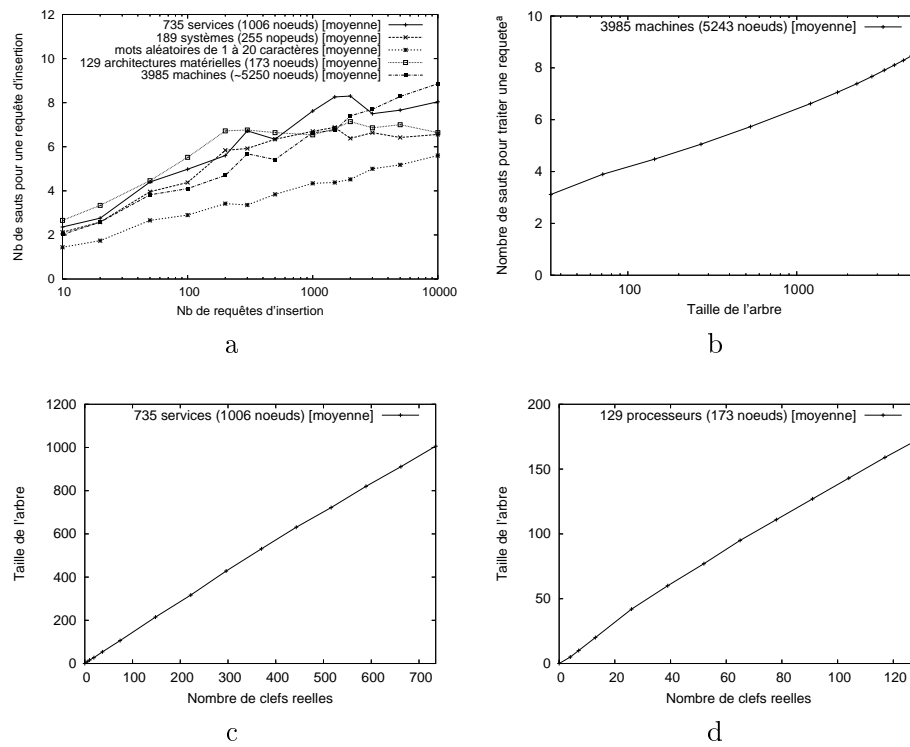 735 services (1006 noeuds) [moyenne]
189 systèmes (255 nopeuds) [moyenne]
mots aléatoires de 1 à 20 caractères [moyenne]
129 architectures matérielles (173 noeuds) [moyenne]
3985 machines (~5250 noeuds) [moyenne]
Nb de sauts pour une requête d'insertion
12
10
8
6
4
2
0
10 100 1000 10000
Nb de requêtes d'insertion
a
3985 machines (5243 noeuds) [moyenne]
Nombre de sauts pour traiter une requete^a
10
8
6
4
2
0
100 1000
Taille de l'arbre
b
735 services (1006 noeuds) [moyenne]
Taille de l'arbre
1200
1000
800
600
400
200
0
0 100 200 300 400 500 600 700
Nombre de clefs reelles
c
129 processeurs (173 noeuds) [moyenne]
Taille de l'arbre
200
150
100
50
0
0 20 40 60 80 100 120
Nombre de clefs reelles
d